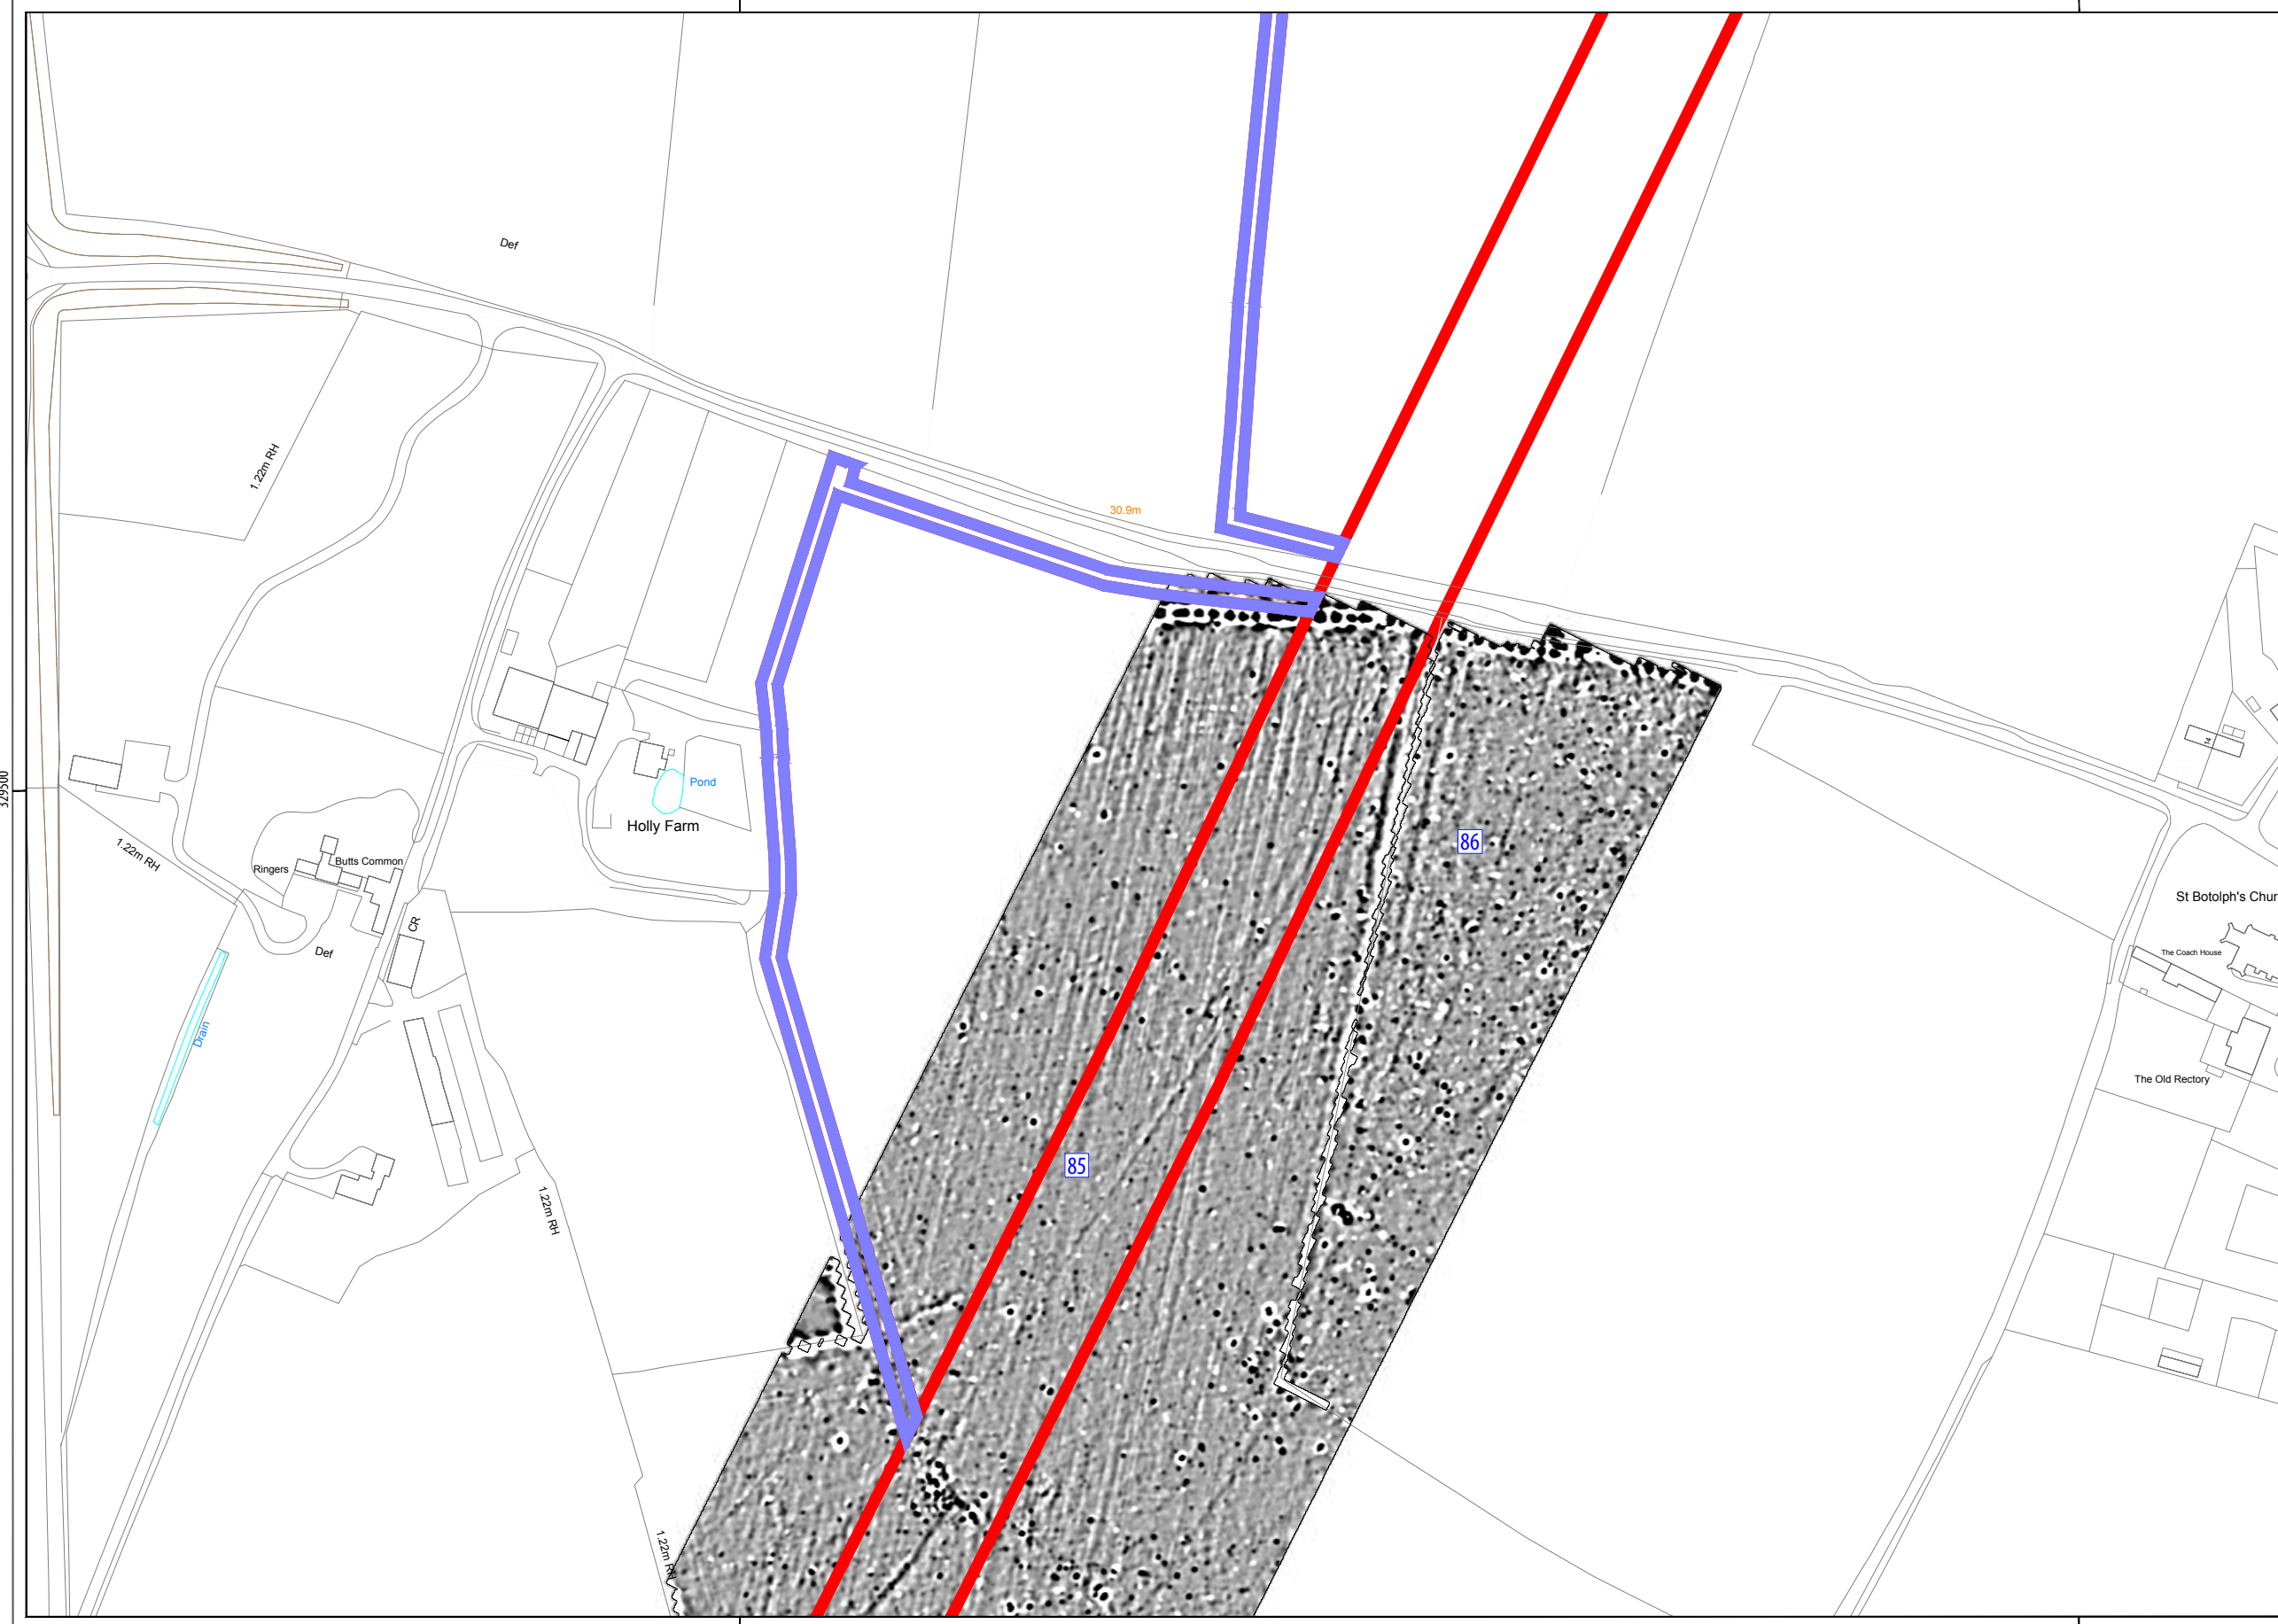 Def
1.22m RH
30.9m
329500
Pond
Holly Farm
86
1.22m RH
Ringers
Butts Common
St Botolph's Chur
CR
Def
The Coach House
Drain
The Old Rectory
85
1.22m RH
1.22m RH